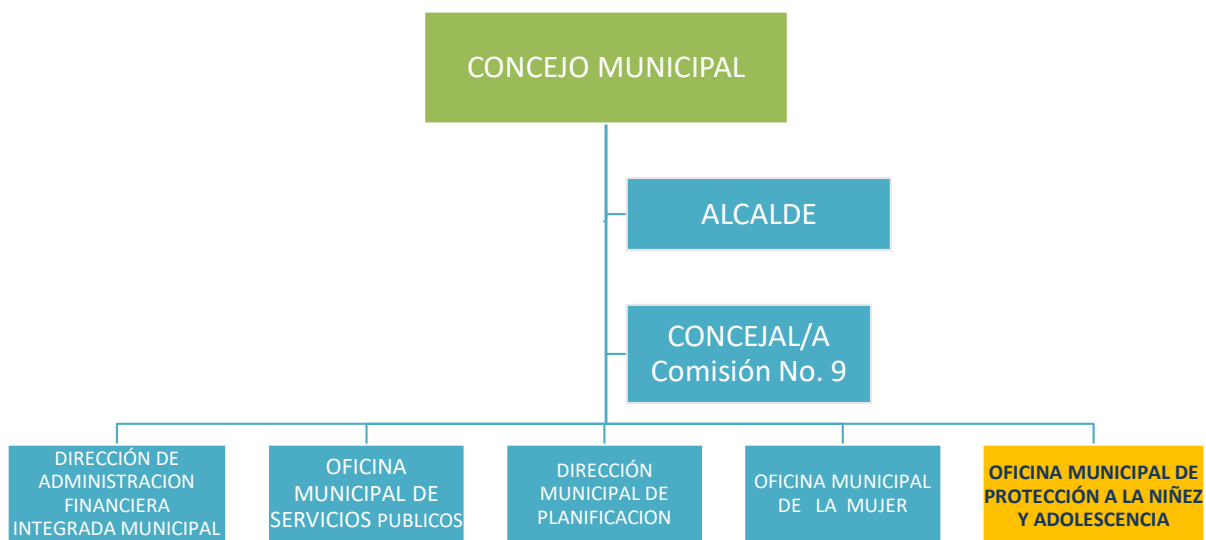 CONCEJO MUNICIPAL
ALCALDE
CONCEJAL/A
Comisión No. 9
DIRECCIÓN DE
ADMINISTRACION
FINANCIERA
INTEGRADA MUNICIPAL
OFICINA
MUNICIPAL DE
SERVICIOS PUBLICOS
DIRECCIÓN
MUNICIPAL DE
PLANIFICACION
OFICINA MUNICIPAL
DE LA MUJER
OFICINA MUNICIPAL DE
PROTECCIÓN A LA NIÑEZ
Y ADOLESCENCIA